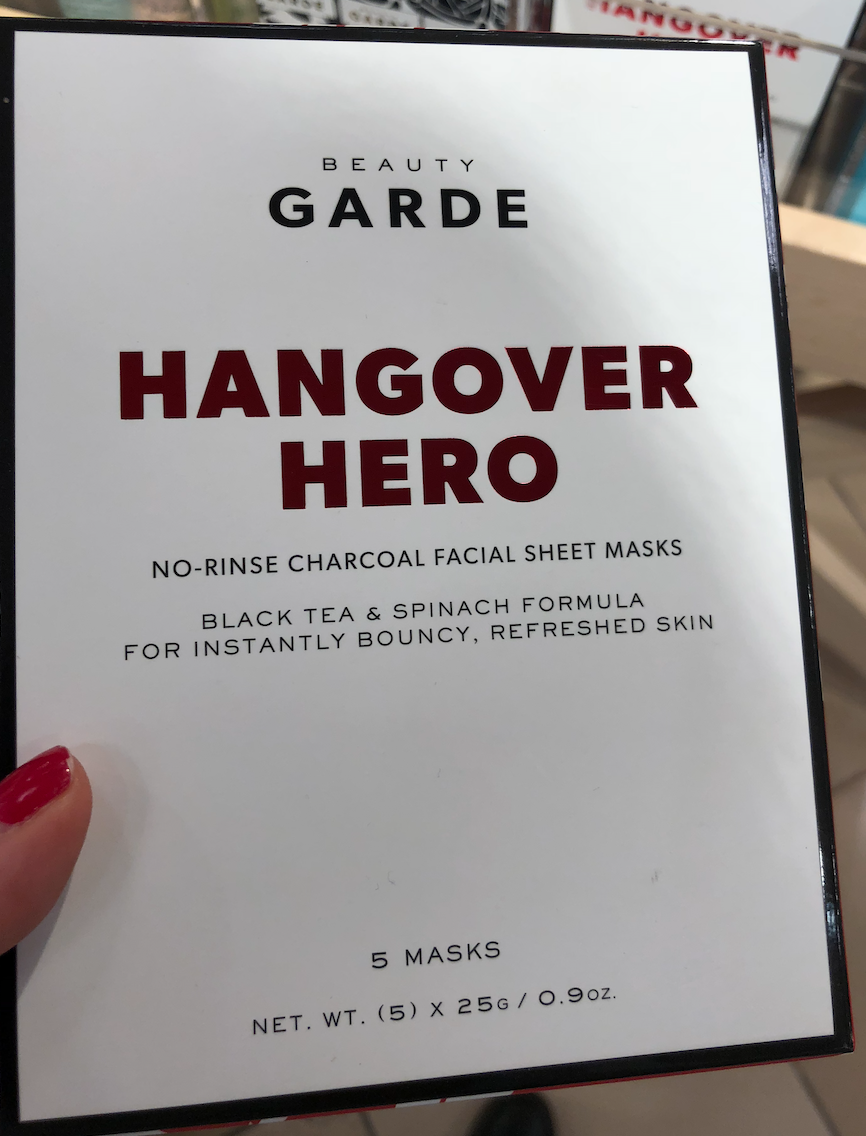 HANGOVER
BEAUTY
GARDE
HANGOVER
HERO
NO-RINSE CHARCOAL FACIAL SHEET MASKS
BLACK TEA & SPINACH FORMULA
FOR INSTANTLY BOUNCY, REFRESHED SKIN
5 MASKS
NET. WT. (5) X 25G / 0.9OZ.